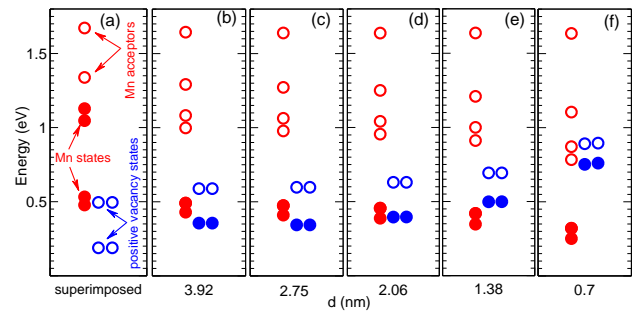 (a) (b) (c) (d) (e) (f)
Energy (eV)
1.5
1
0.5
Mn acceptors
Mn states
positive vacancy states
superimposed 3.92 2.75 2.06 1.38 0.7
d (nm)